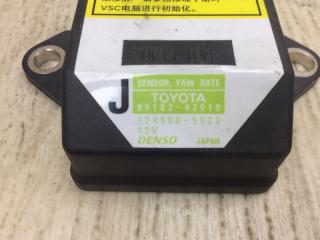 VSC电脑进行初始化。
J
SENSOR, YAW RATE
TOYOTA
89183-42010
174500-5523
12V
DENSO JAPAN